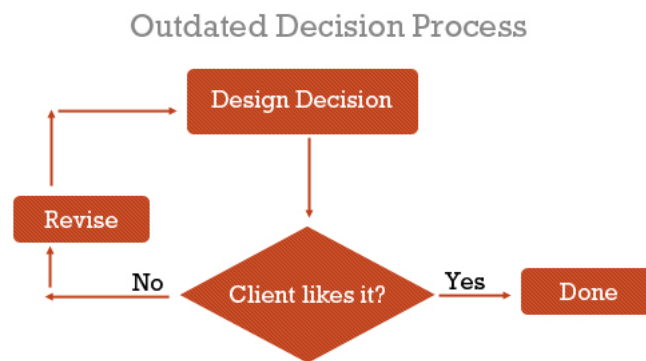 Outdated Decision Process
Design Decision
Revise
No
Client likes it?
Yes
Done